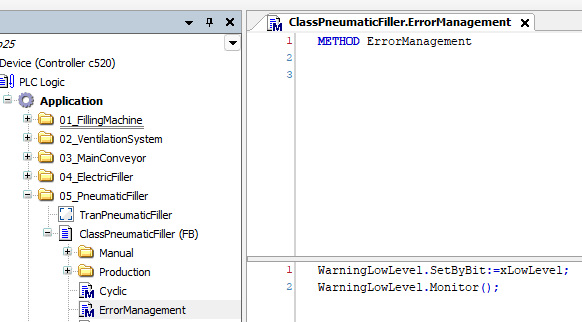 p25
Device (Controller c520)
PLC Logic
Application
01_FillingMachine
02_VentilationSystem
03_MainConveyor
04_ElectricFiller
05_PneumaticFiller
TranPneumaticFiller
ClassPneumaticFiller (FB)
Manual
Production
Cyclic
ErrorManagement
ClassPneumaticFiller.ErrorManagement
1 METHOD ErrorManagement
2
3
1 WarningLowLevel.SetByBit:=xLowLevel;
2 WarningLowLevel.Monitor();